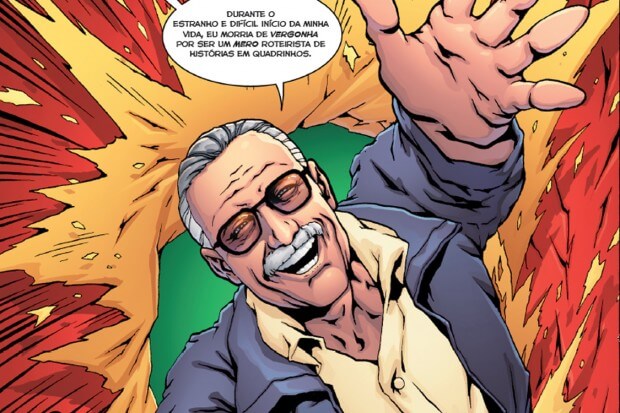 DURANTE O
ESTRANHO E DIFÍCIL INÍCIO DA MINHA
VIDA, EU MORRIA DE VERGONHA
POR SER UM MERO ROTEIRISTA DE
HISTÓRIAS EM QUADRINHOS.